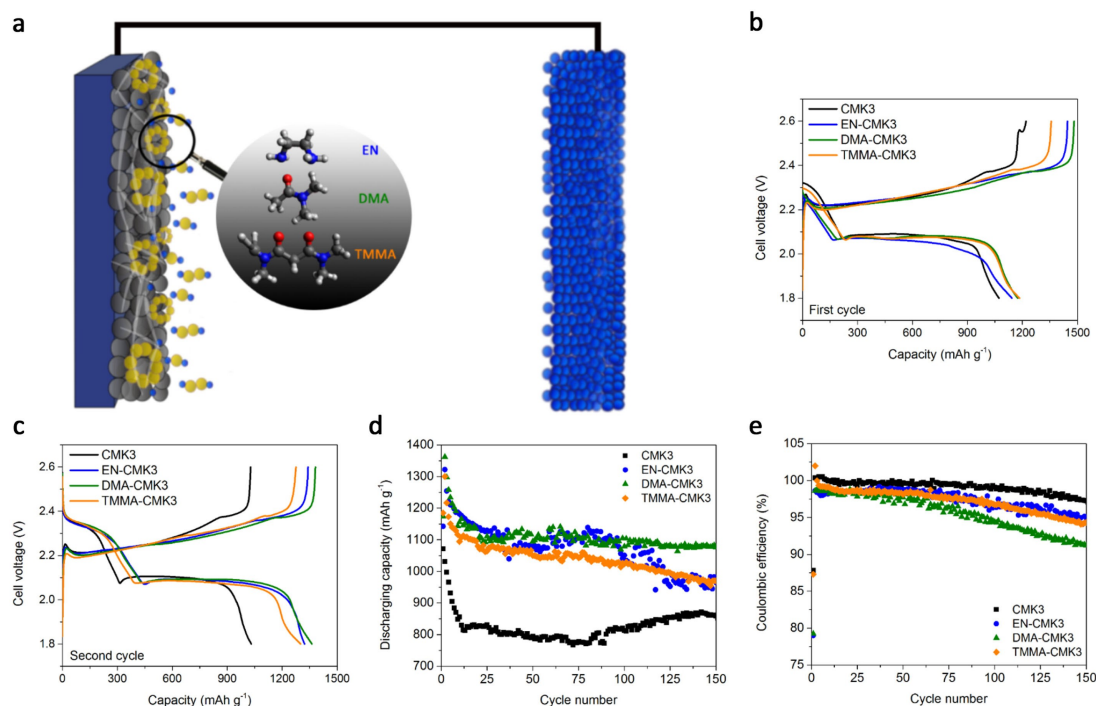 a
EN
DMA
TMMA
b
CMK3
EN-CMK3
DMA-CMK3
TMMA-CMK3
2.6
2.4
2.2
2.0
1.8
Cell voltage (V)
First cycle
0 300 600 900 1200 1500
Capacity (mAh g⁻¹)
c
CMK3
EN-CMK3
DMA-CMK3
TMMA-CMK3
2.6
2.4
2.2
2.0
1.8
Cell voltage (V)
Second cycle
0 300 600 900 1200 1500
Capacity (mAh g⁻¹)
d
CMK3
EN-CMK3
DMA-CMK3
TMMA-CMK3
1400
1300
1200
1100
1000
900
800
700
Discharging capacity (mAh g⁻¹)
0 25 50 75 100 125 150
Cycle number
e
105
100
95
90
85
80
75
Coulombic efficiency (%)
CMK3
EN-CMK3
DMA-CMK3
TMMA-CMK3
0 25 50 75 100 125 150
Cycle number